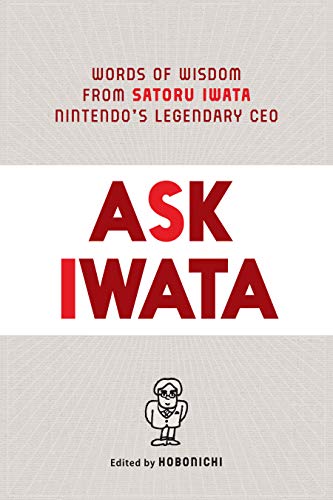 WORDS OF WISDOM
FROM SATORU IWATA
NINTENDO'S LEGENDARY CEO
ASK
IWATA
Edited by HOBONICHI